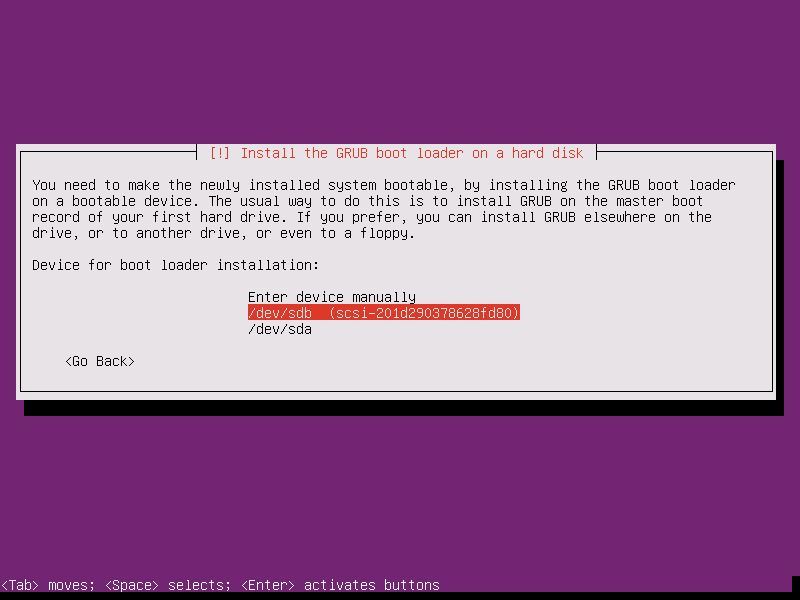 [!] Install the GRUB boot loader on a hard disk
You need to make the newly installed system bootable, by installing the GRUB boot loader
on a bootable device. The usual way to do this is to install GRUB on the master boot
record of your first hard drive. If you prefer, you can install GRUB elsewhere on the
drive, or to another drive, or even to a floppy.
Device for boot loader installation:
Enter device manually
/dev/sdb  (scsi-201d290378628fd80)
/dev/sda
<Go Back>
<Tab> moves; <Space> selects; <Enter> activates buttons